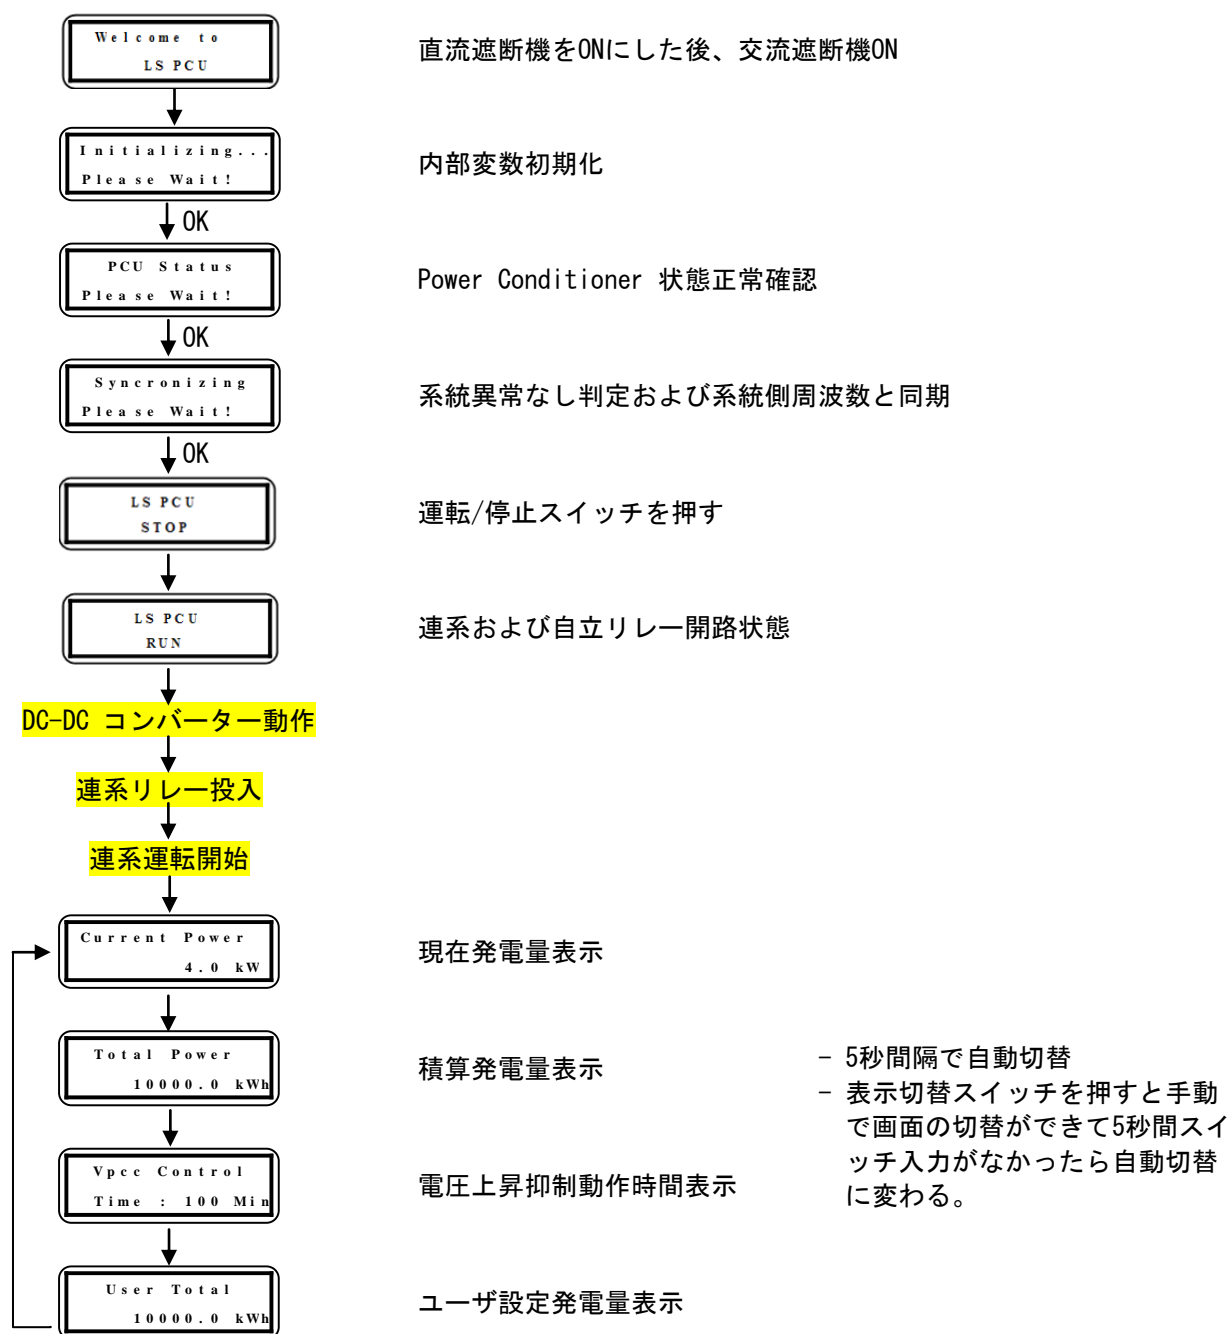 Welcome to
LS PCU
直流遮断機をONにした後、交流遮断機ON
Initializing...
Please Wait!
内部変数初期化
OK
PCU Status
Please Wait!
Power Conditioner 状態正常確認
OK
Syncronizing
Please Wait!
系統異常なし判定および系統側周波数と同期
OK
LS PCU
STOP
運転/停止スイッチを押す
LS PCU
RUN
連系および自立リレー開路状態
DC-DC コンバーター動作
連系リレー投入
連系運転開始
Current Power
4.0 kW
現在発電量表示
Total Power
10000.0 kWh
積算発電量表示
- 5秒間隔で自動切替
- 表示切替スイッチを押すと手動
で画面の切替ができて5秒間スイ
ッチ入力がなかったら自動切替
に変わる。
Vpcc Control
Time : 100 Min
電圧上昇抑制動作時間表示
User Total
10000.0 kWh
ユーザ設定発電量表示